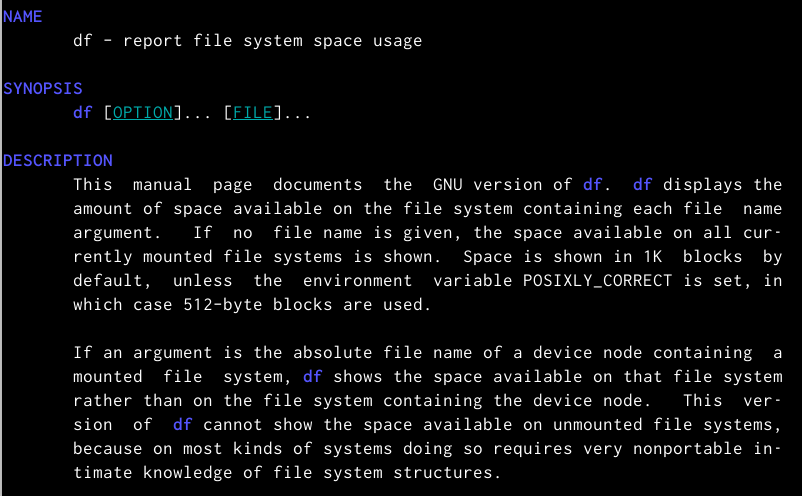 NAME
df - report file system space usage
SYNOPSIS
df [OPTION]... [FILE]...
DESCRIPTION
This manual page documents the GNU version of df. df displays the
amount of space available on the file system containing each file name
argument. If no file name is given, the space available on all cur-
rently mounted file systems is shown. Space is shown in 1K blocks by
default, unless the environment variable POSIXLY_CORRECT is set, in
which case 512-byte blocks are used.
If an argument is the absolute file name of a device node containing a
mounted file system, df shows the space available on that file system
rather than on the file system containing the device node. This ver-
sion of df cannot show the space available on unmounted file systems,
because on most kinds of systems doing so requires very nonportable in-
timate knowledge of file system structures.